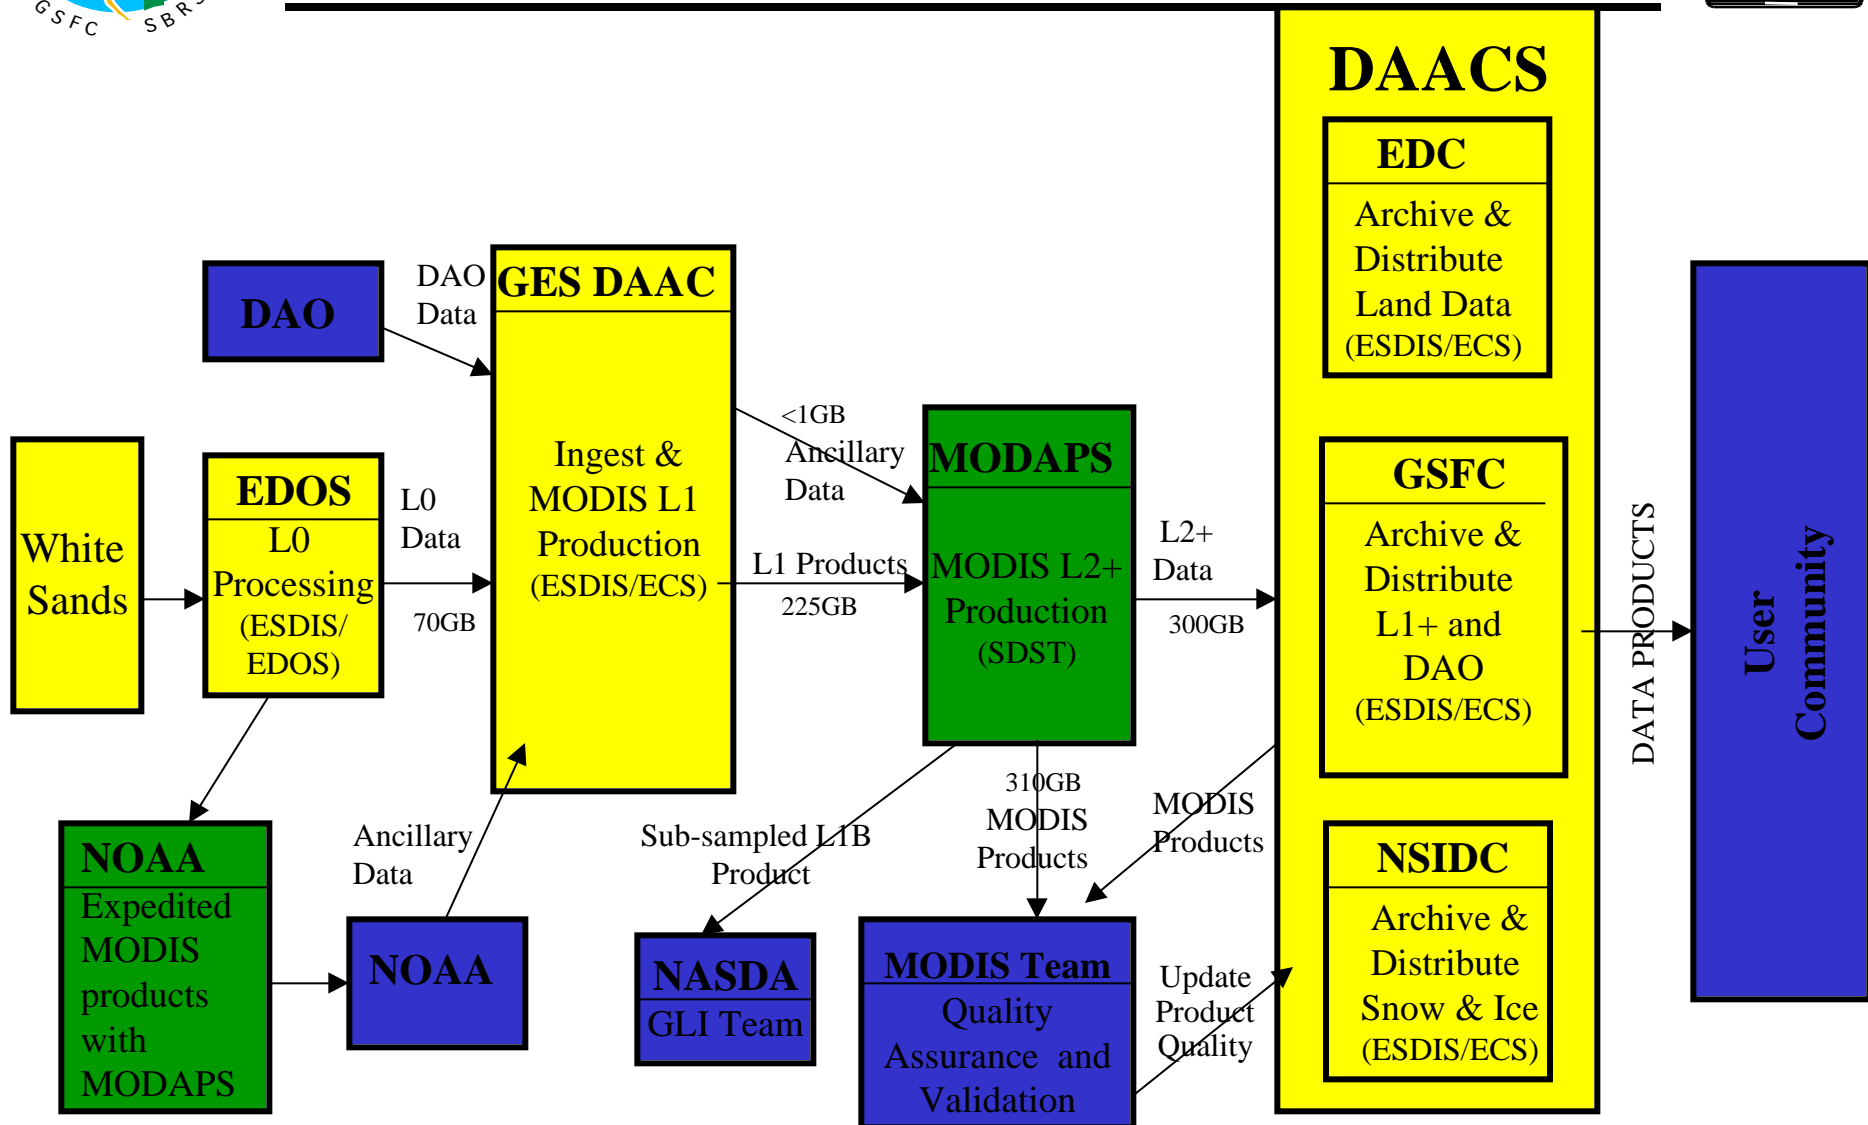 GSFC SBRS
DAACS
EDC
Archive &
Distribute
Land Data
(ESDIS/ECS)
DAO
DAO
Data
GES DAAC
Ingest &
MODIS L1
Production
(ESDIS/ECS)
<1GB
Ancillary
Data
MODAPS
MODIS L2+
Production
(SDST)
GSFC
Archive &
Distribute
L1+ and
DAO
(ESDIS/ECS)
White
Sands
EDOS
L0
Processing
(ESDIS/
EDOS)
L0
Data
70GB
L1 Products
225GB
L2+
Data
300GB
DATA PRODUCTS
User
Community
NOAA
Expedited
MODIS
products
with
MODAPS
Ancillary
Data
NOAA
Sub-sampled L1B
Product
NASDA
GLI Team
310GB
MODIS
Products
MODIS
Products
MODIS Team
Quality
Assurance and
Validation
Update
Product
Quality
NSIDC
Archive &
Distribute
Snow & Ice
(ESDIS/ECS)